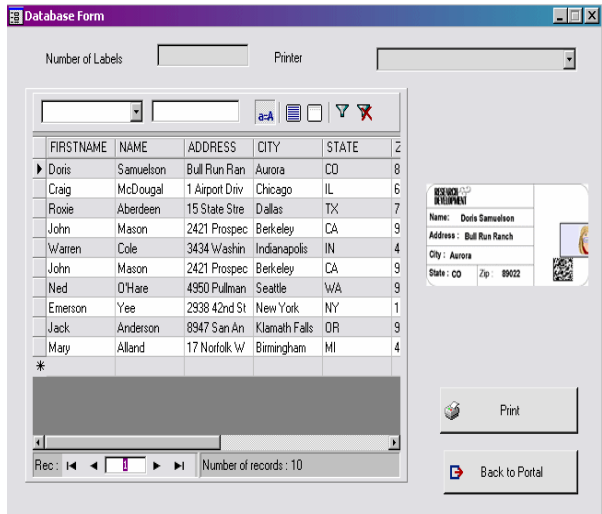 Database Form
Number of Labels Printer
a=A
FIRSTNAME NAME ADDRESS CITY STATE Z
Doris Samuelson Bull Run Ran Aurora CO 8
Craig McDougal 1 Airport Driv Chicago IL 6
Roxie Aberdeen 15 State Stre Dallas TX 7
John Mason 2421 Prospec Berkeley CA 9
Warren Cole 3434 Washin Indianapolis IN 4
John Mason 2421 Prospec Berkeley CA 9
Ned O'Hare 4950 Pullman Seattle WA 9
Emerson Yee 2938 42nd St New York NY 1
Jack Anderson 8947 San An Klamath Falls OR 9
Mary Alland 17 Norfolk W Birmingham MI 4
Rec : 1 Number of records : 10
RESEARCH
DEVELOPMENT
Name: Doris Samuelson
Address : Bull Run Ranch
City : Aurora
State : CO Zip : 89022
Print
Back to Portal